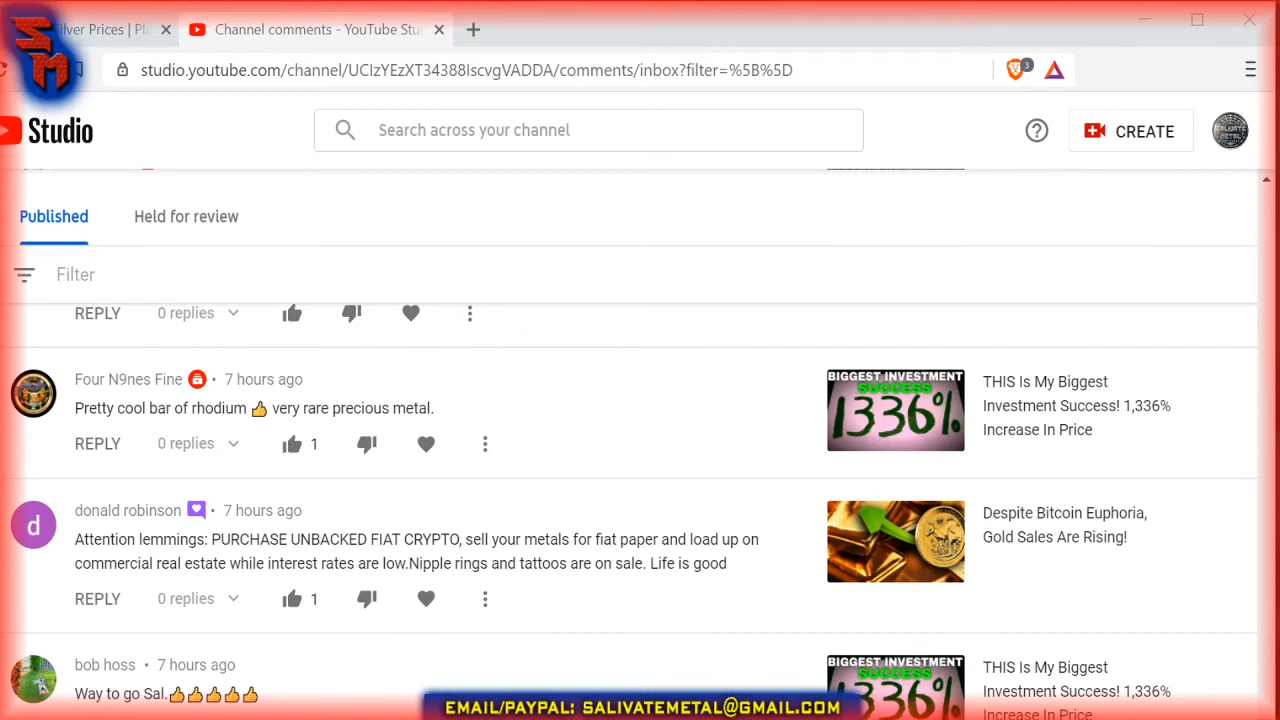 SM
ilver Prices | Pla
Channel comments - YouTube Stu
studio.youtube.com/channel/UCIzYEzXT34388IscvgVADDA/comments/inbox?filter=%5B%5D
3
Studio
Search across your channel
CREATE
Published
Held for review
Filter
REPLY 0 replies
Four N9nes Fine • 7 hours ago
Pretty cool bar of rhodium 👍 very rare precious metal.
REPLY 0 replies 1
BIGGEST INVESTMENT
SUCCESS
1336%
THIS Is My Biggest
Investment Success! 1,336%
Increase In Price
d
donald robinson • 7 hours ago
Attention lemmings: PURCHASE UNBACKED FIAT CRYPTO, sell your metals for fiat paper and load up on
commercial real estate while interest rates are low.Nipple rings and tattoos are on sale. Life is good
REPLY 0 replies 1
Despite Bitcoin Euphoria,
Gold Sales Are Rising!
bob hoss • 7 hours ago
Way to go Sal.👍👍👍👍👍
BIGGEST INVESTMENT
SUCCESS
1336%
THIS Is My Biggest
Investment Success! 1,336%
Increase In Price
EMAIL/PAYPAL: SALIVATEMETAL@GMAIL.COM